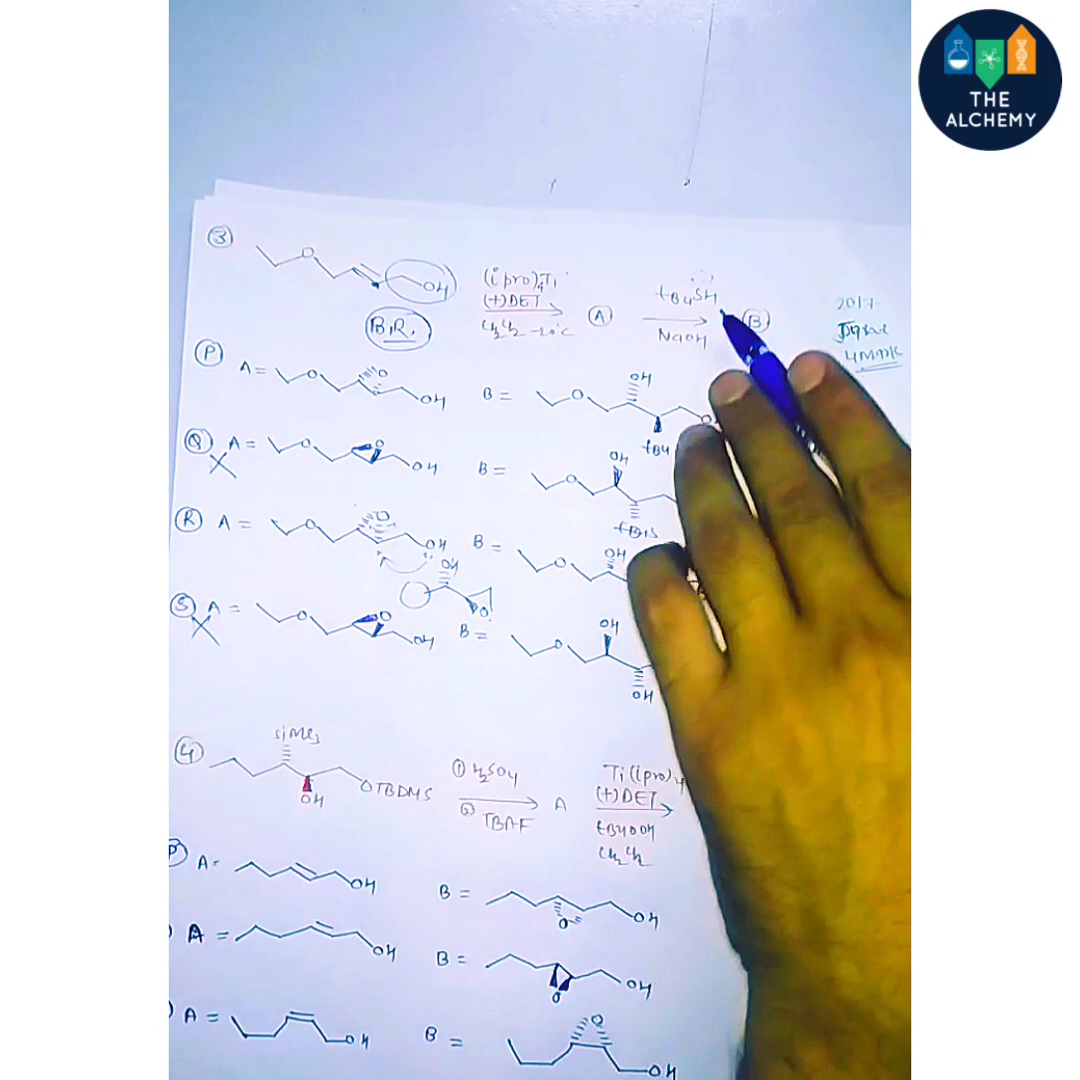 THE
ALCHEMY
③
O
OH
B.R.
(ipro)₄Ti
(+)DET
CH₂Cl₂ -20°C
Ⓐ
tBuSH
NaOH
Ⓑ
2017
Ⓟ A= O O OH
B = O OH tBu
Ⓠ A= O O OH
B = O OH
Ⓡ A = O O OH
B = O OH
OH
O
Ⓢ A = O O OH
B = O OH OH
④
SiMe₃
OH
OTBDMS
① H₂SO₄
② TBAF
A
Ti(ipro)₄
(+)DET
tBuOOH
CH₂Cl₂
P A= OH
B = O OH
A = OH
B = O OH
A = OH
B = O OH